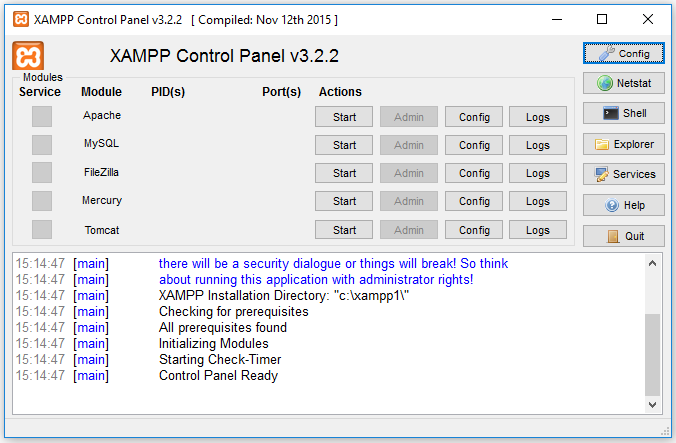 XAMPP Control Panel v3.2.2 [ Compiled: Nov 12th 2015 ]
XAMPP Control Panel v3.2.2
Config
Modules
Service Module PID(s) Port(s) Actions
Netstat
Apache Start Admin Config Logs
Shell
MySQL Start Admin Config Logs
Explorer
FileZilla Start Admin Config Logs
Services
Mercury Start Admin Config Logs
Help
Tomcat Start Admin Config Logs
Quit
15:14:47 [main] there will be a security dialogue or things will break! So think
15:14:47 [main] about running this application with administrator rights!
15:14:47 [main] XAMPP Installation Directory: "c:\xampp1\"
15:14:47 [main] Checking for prerequisites
15:14:47 [main] All prerequisites found
15:14:47 [main] Initializing Modules
15:14:47 [main] Starting Check-Timer
15:14:47 [main] Control Panel Ready